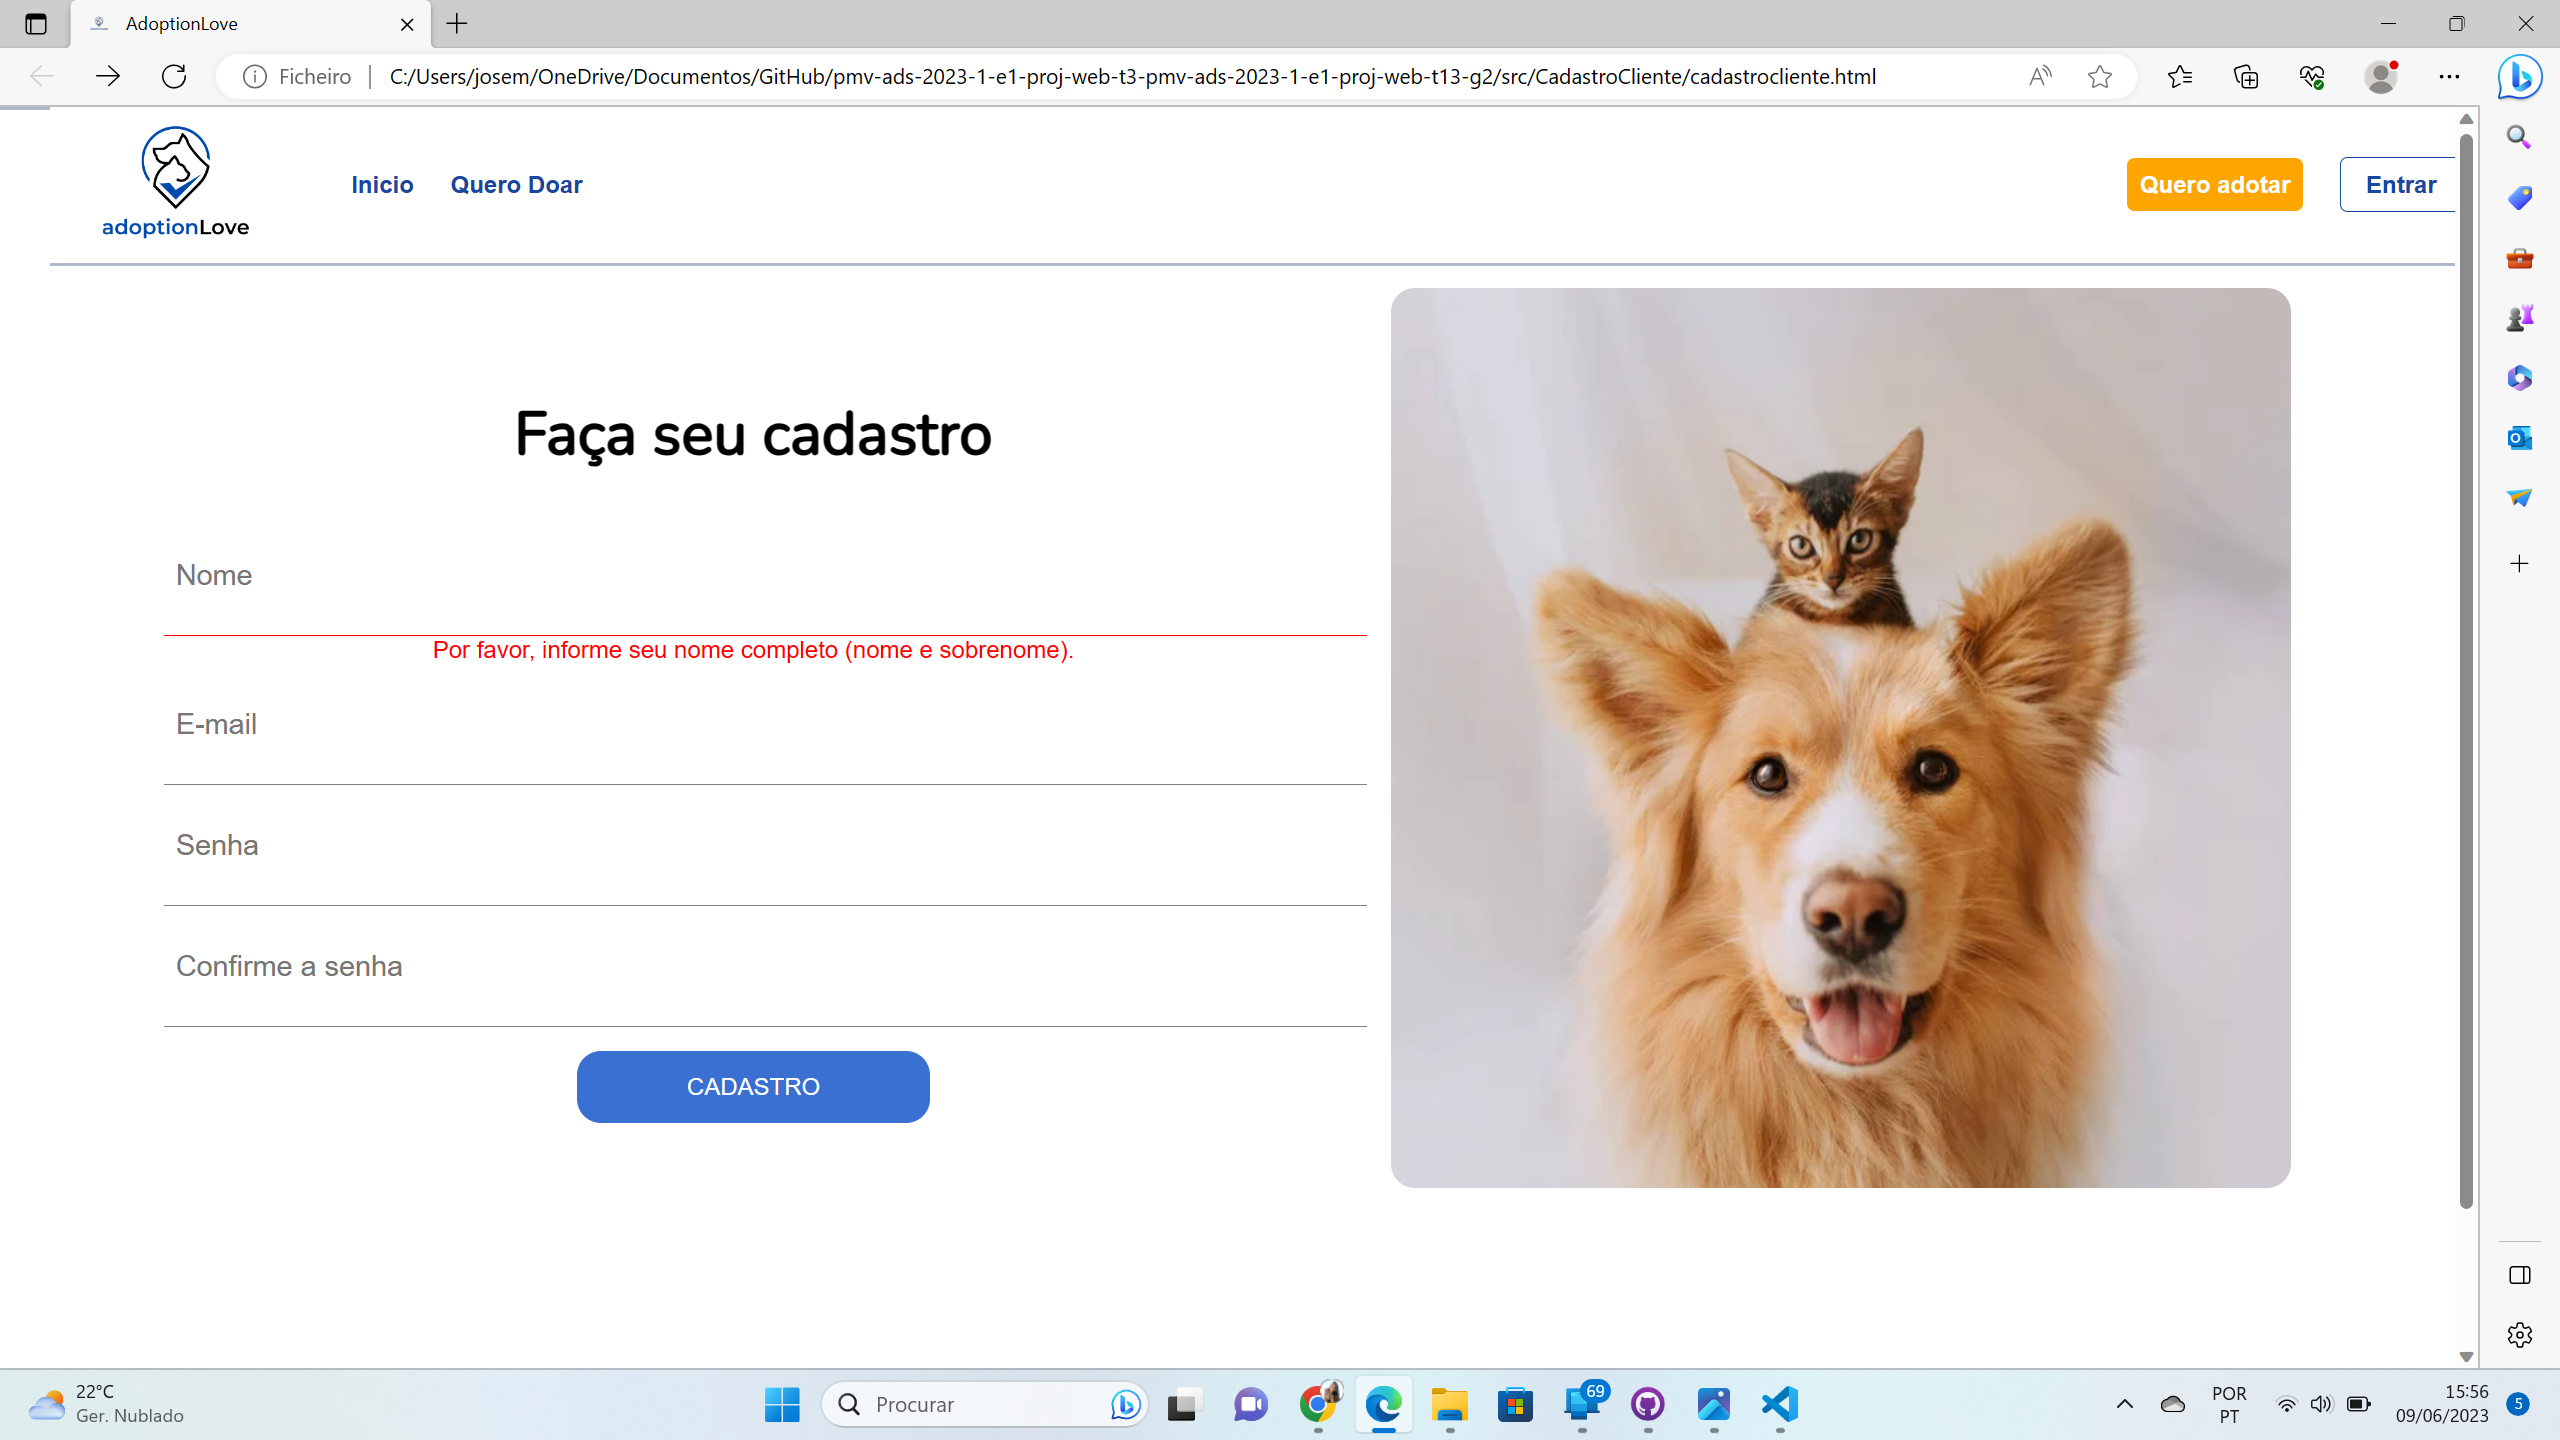 AdoptionLove
Ficheiro
C:/Users/josem/OneDrive/Documentos/GitHub/pmv-ads-2023-1-e1-proj-web-t3-pmv-ads-2023-1-e1-proj-web-t13-g2/src/CadastroCliente/cadastrocliente.html
adoptionLove
Inicio
Quero Doar
Quero adotar
Entrar
Faça seu cadastro
Nome
Por favor, informe seu nome completo (nome e sobrenome).
E-mail
Senha
Confirme a senha
CADASTRO
22°C
Ger. Nublado
Procurar
69
POR
PT
15:56
09/06/2023
5